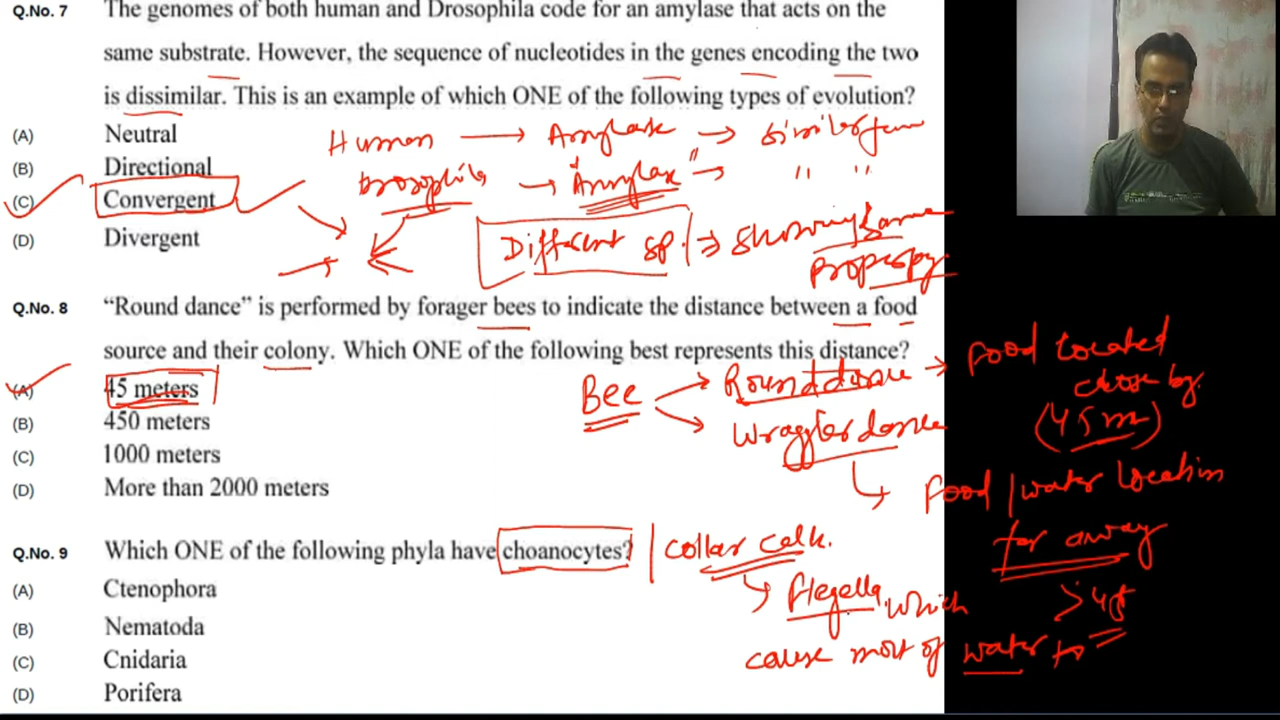 Q.No. 7 The genomes of both human and Drosophila code for an amylase that acts on the
same substrate. However, the sequence of nucleotides in the genes encoding the two
is dissimilar. This is an example of which ONE of the following types of evolution?
(A) Neutral
(B) Directional
(C) Convergent
(D) Divergent
Human → Amylase →
Drosophila → Amylase → " "
Different sp. ⇒ Showing Same
Q.No. 8 “Round dance” is performed by forager bees to indicate the distance between a food
source and their colony. Which ONE of the following best represents this distance?
(A) 45 meters
(B) 450 meters
(C) 1000 meters
(D) More than 2000 meters
Bee Round dance → Food Located
close by
(45 m)
dance
Food / water location
far away
> 45
Q.No. 9 Which ONE of the following phyla have choanocytes?
(A) Ctenophora
(B) Nematoda
(C) Cnidaria
(D) Porifera
Collar cells.
→ flagella, which
cause of water to